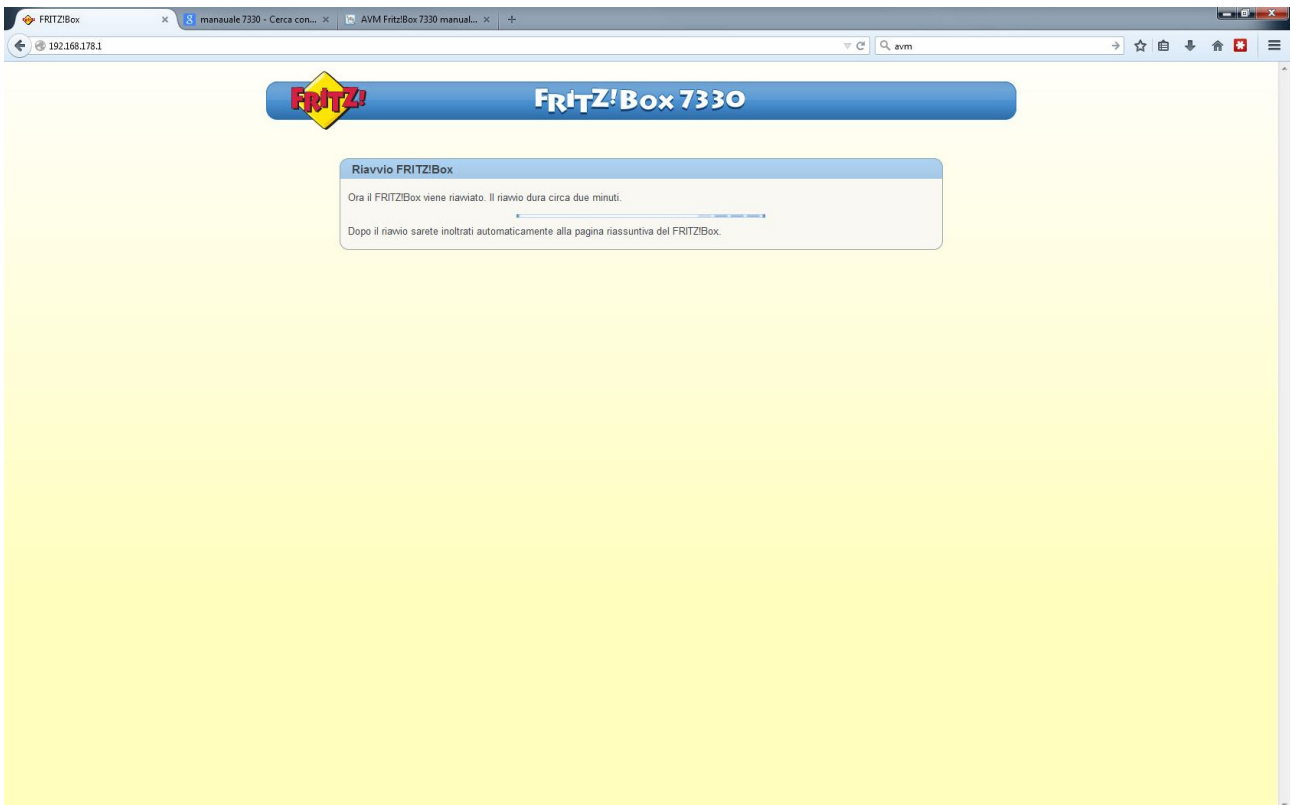 FRITZ!Box
manauale 7330 - Cerca con...
AVM Fritz!Box 7330 manual...
192.168.178.1
avm
FRITZ!
FRITZ!Box 7330
Riavvio FRITZ!Box
Ora il FRITZ!Box viene riavviato. Il riavvio dura circa due minuti.
Dopo il riavvio sarete inoltrati automaticamente alla pagina riassuntiva del FRITZ!Box.